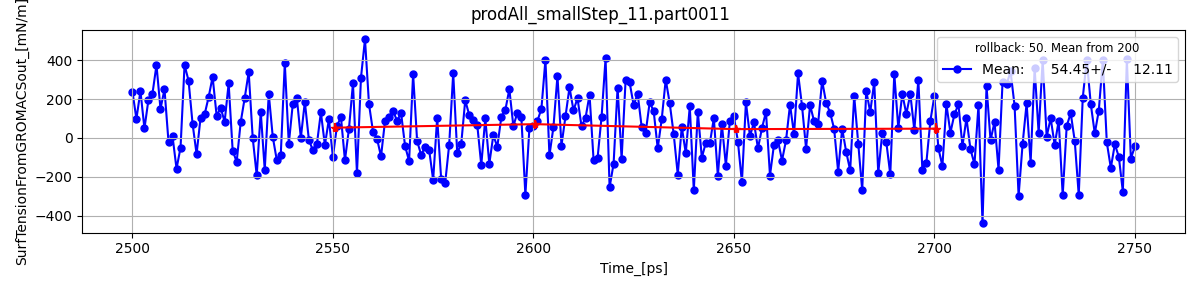 prodAll_smallStep_11.part0011
SurfTensionFromGROMACSout_[mN/m]
400
200
0
−200
−400
rollback: 50. Mean from 200
Mean: 54.45+/- 12.11
2500 2550 2600 2650 2700 2750
Time_[ps]